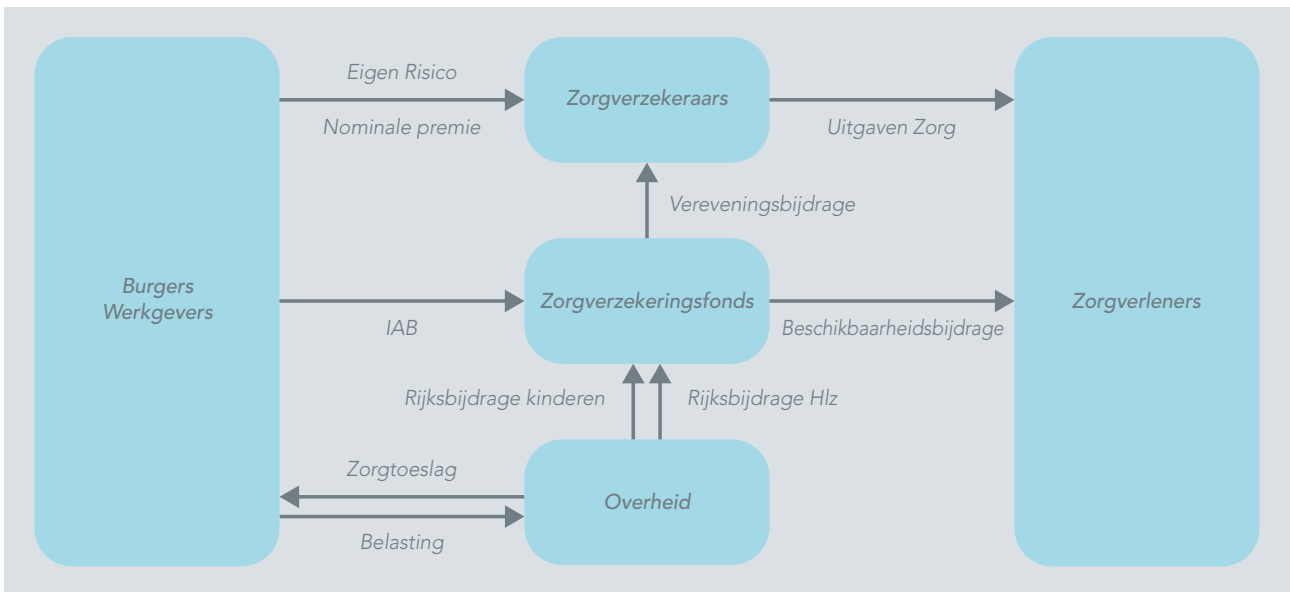 Eigen Risico
Nominale premie
Zorgverzekeraars
Uitgaven Zorg
Vereveningsbijdrage
Burgers
Werkgevers
IAB
Zorgverzekeringsfonds
Beschikbaarheidsbijdrage
Zorgverleners
Rijksbijdrage kinderen
Rijksbijdrage Hlz
Zorgtoeslag
Belasting
Overheid